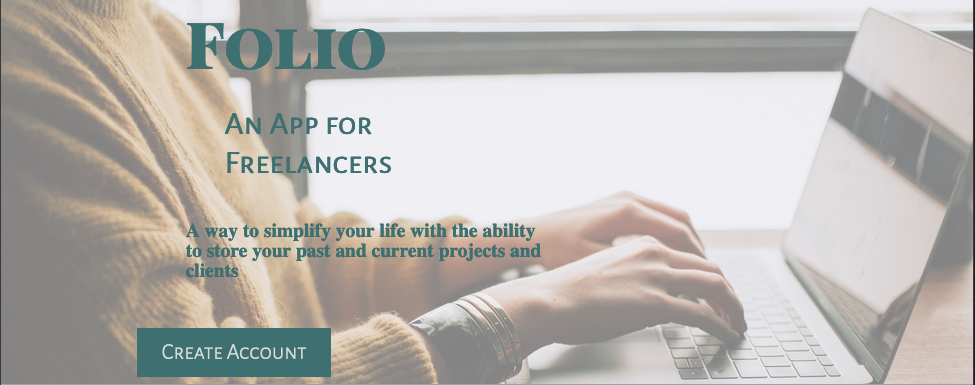 Folio
An App for
Freelancers
A way to simplify your life with the ability
to store your past and current projects and
clients
Create Account